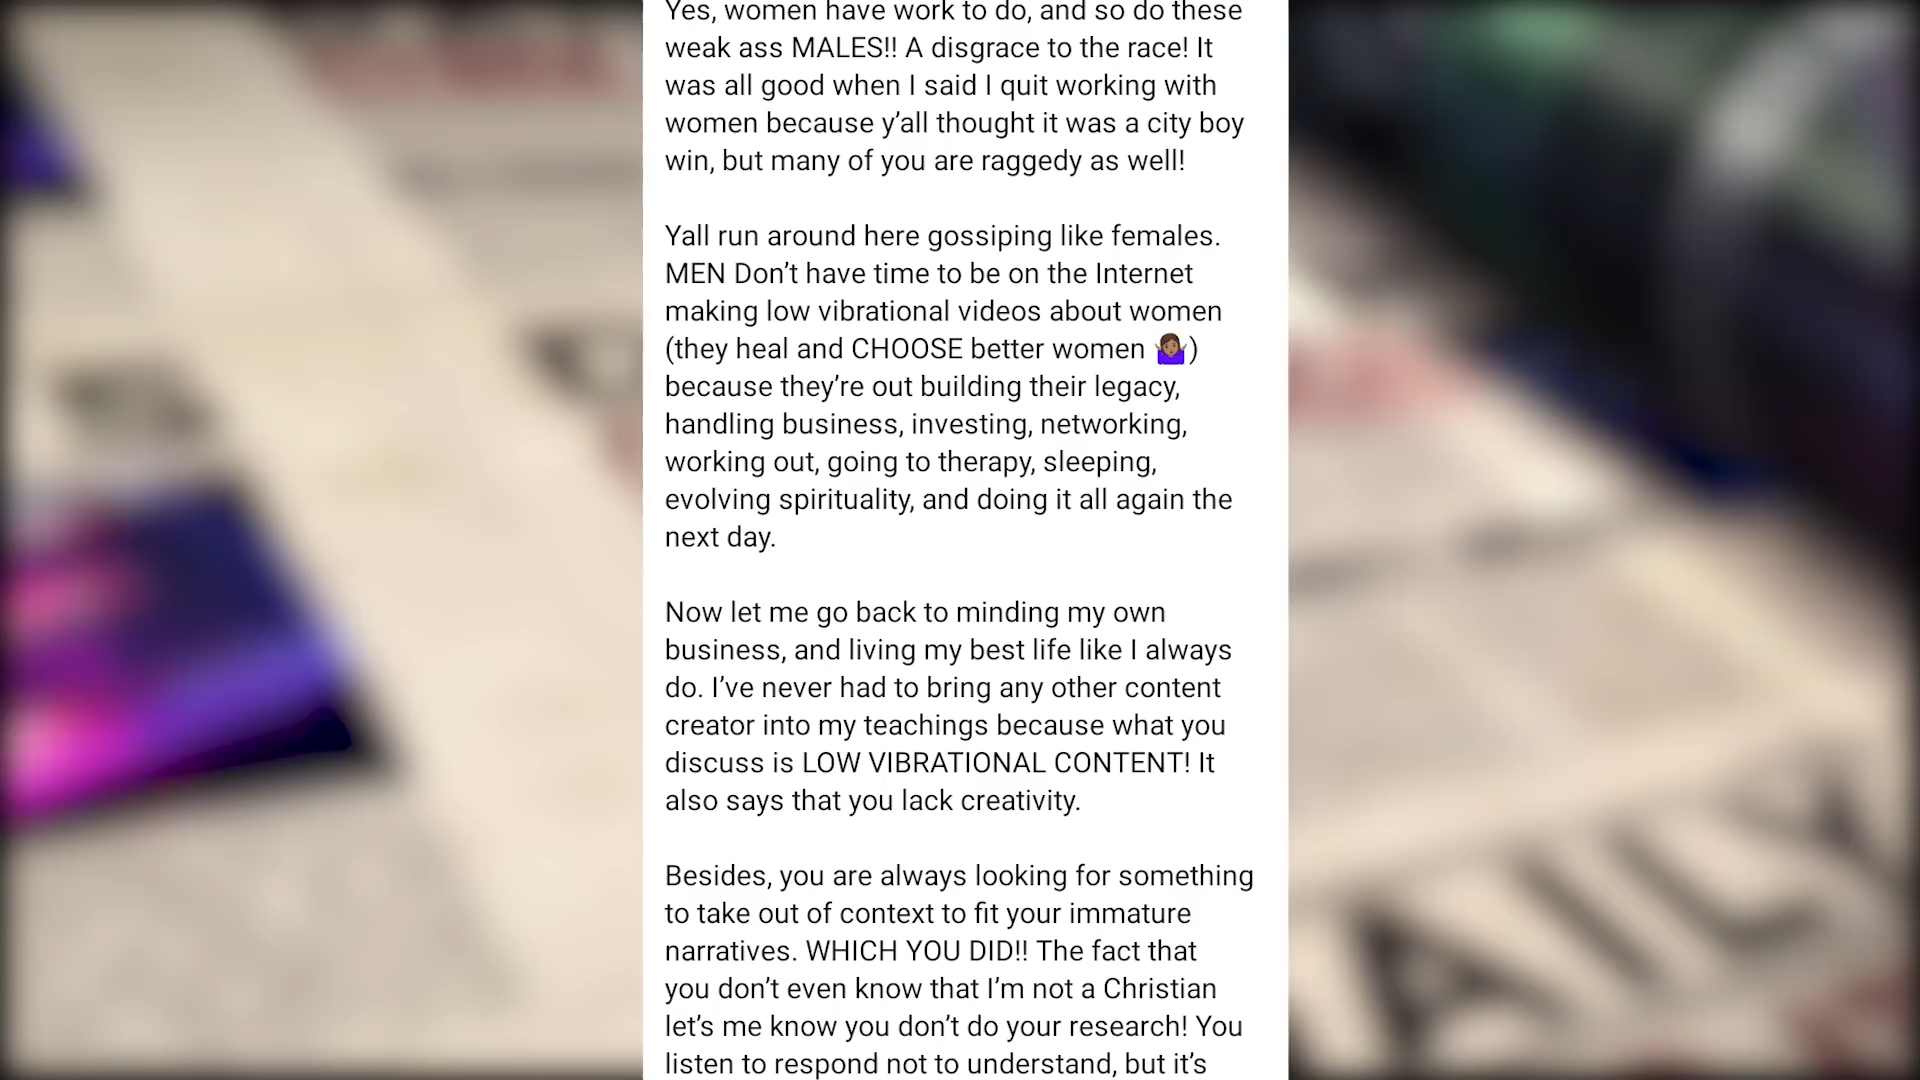 Yes, women have work to do, and so do these
weak ass MALES!! A disgrace to the race! It
was all good when I said I quit working with
women because y’all thought it was a city boy
win, but many of you are raggedy as well!
Yall run around here gossiping like females.
MEN Don’t have time to be on the Internet
making low vibrational videos about women
(they heal and CHOOSE better women 🤷🏾‍♀️)
because they’re out building their legacy,
handling business, investing, networking,
working out, going to therapy, sleeping,
evolving spirituality, and doing it all again the
next day.
Now let me go back to minding my own
business, and living my best life like I always
do. I’ve never had to bring any other content
creator into my teachings because what you
discuss is LOW VIBRATIONAL CONTENT! It
also says that you lack creativity.
Besides, you are always looking for something
to take out of context to fit your immature
narratives. WHICH YOU DID!! The fact that
you don’t even know that I’m not a Christian
let’s me know you don’t do your research! You
listen to respond not to understand, but it’s